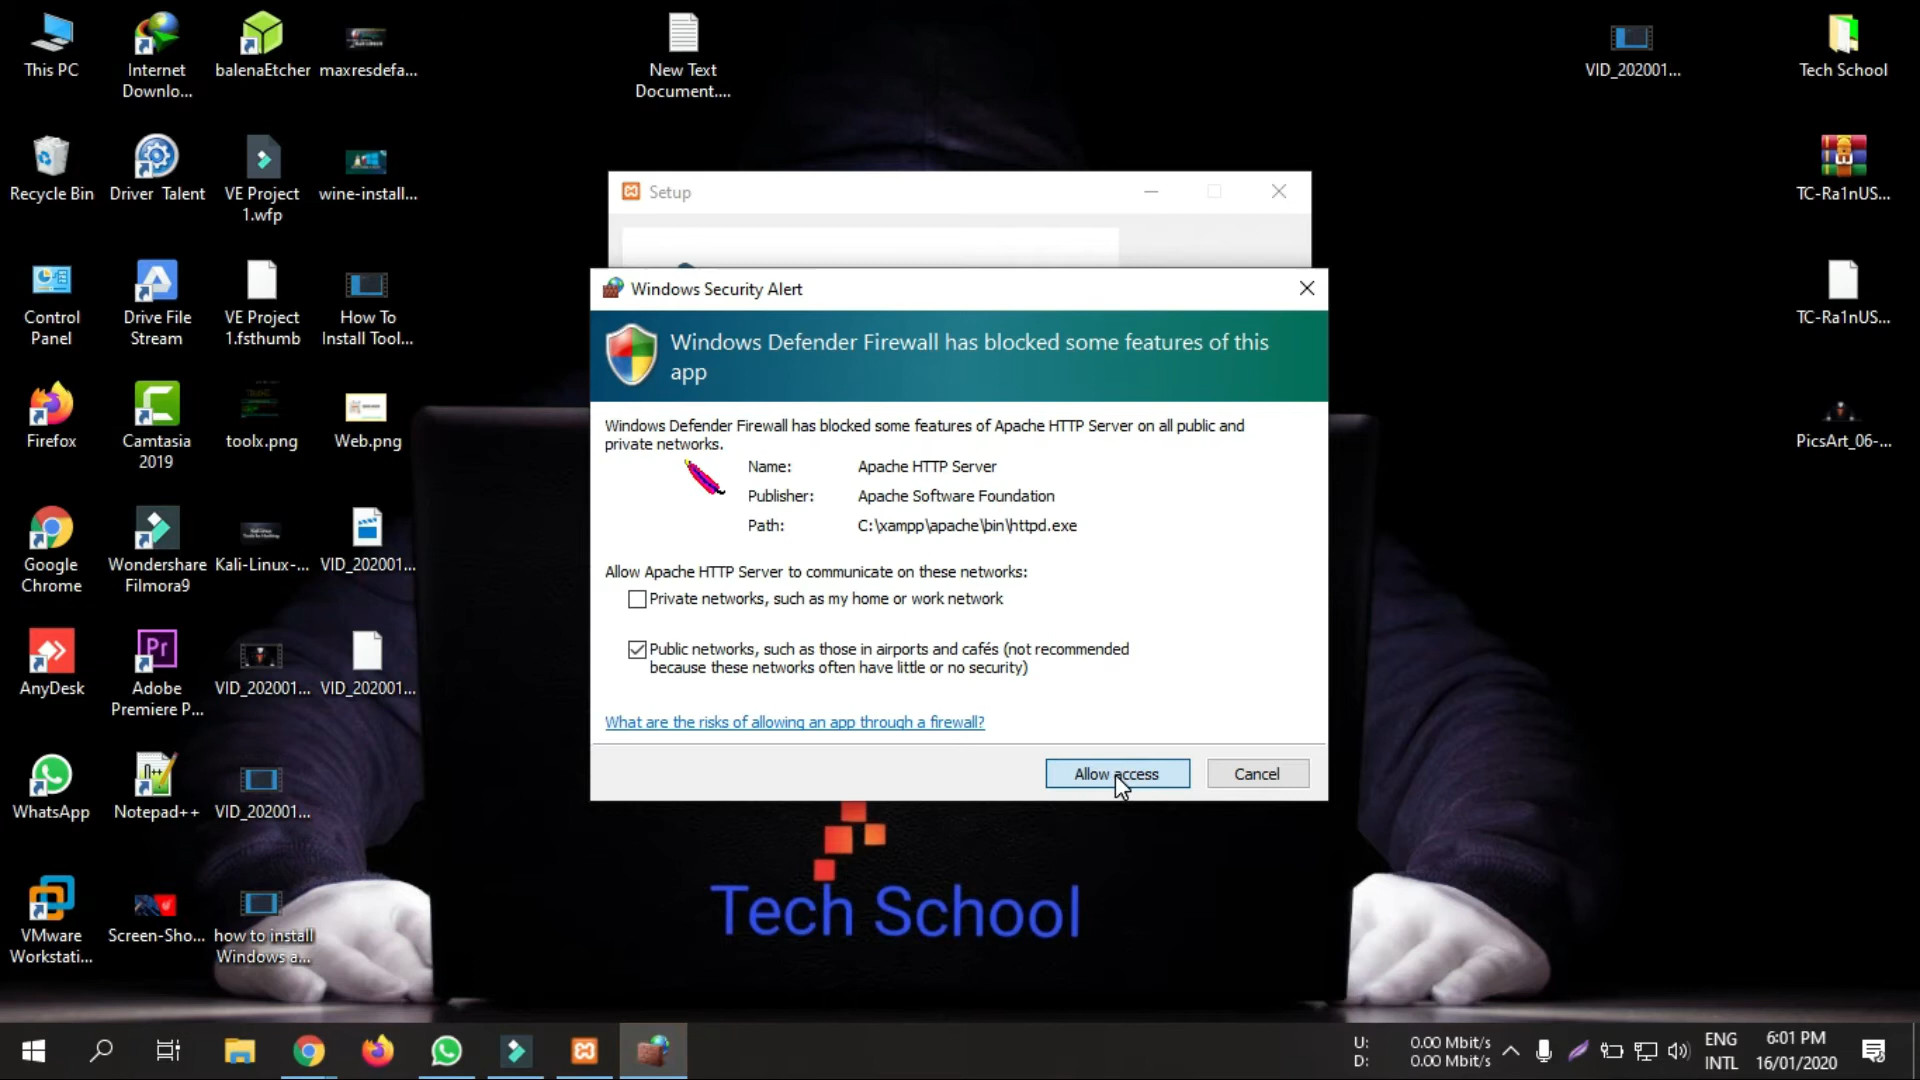 This PC
Internet
Downlo...
balenaEtcher
maxresdefa...
New Text
Document....
VID_202001...
Tech School
Recycle Bin
Driver Talent
VE Project
1.wfp
wine-install...
TC-Ra1nUS...
Control
Panel
Drive File
Stream
VE Project
1.fsthumb
How To
Install Tool...
TC-Ra1nUS...
Firefox
Camtasia
2019
toolx.png
Web.png
PicsArt_06-...
Google
Chrome
Wondershare
Filmora9
Kali-Linux-...
VID_202001...
AnyDesk
Adobe
Premiere P...
VID_202001...
VID_202001...
WhatsApp
Notepad++
VID_202001...
VMware
Workstati...
Screen-Sho...
how to install
Windows a...
Setup
Windows Security Alert
Windows Defender Firewall has blocked some features of this
app
Windows Defender Firewall has blocked some features of Apache HTTP Server on all public and
private networks.
Name: Apache HTTP Server
Publisher: Apache Software Foundation
Path: C:\xampp\apache\bin\httpd.exe
Allow Apache HTTP Server to communicate on these networks:
Private networks, such as my home or work network
Public networks, such as those in airports and cafés (not recommended
because these networks often have little or no security)
What are the risks of allowing an app through a firewall?
Allow access
Cancel
Tech School
U: 0.00 Mbit/s
D: 0.00 Mbit/s
ENG
INTL
6:01 PM
16/01/2020